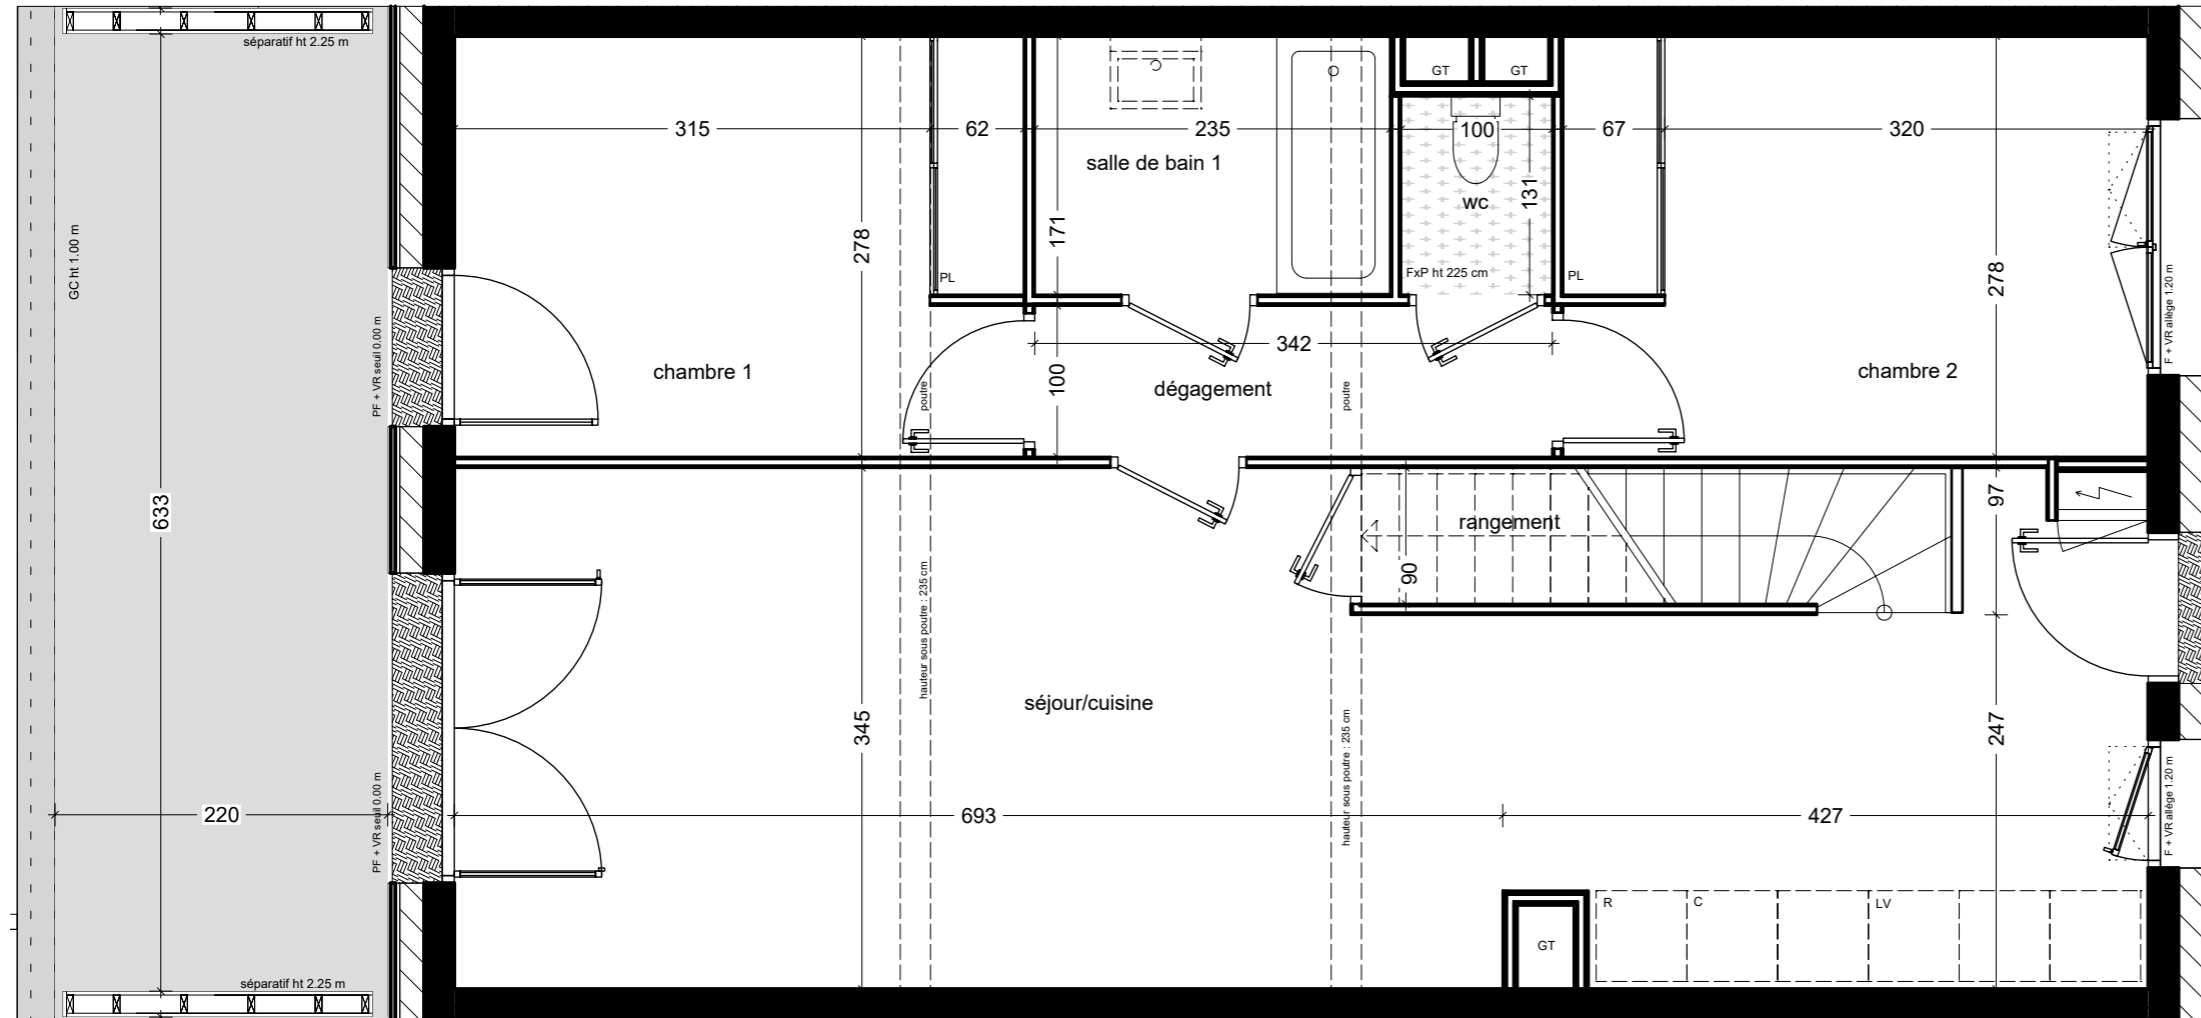 séparatif ht 2.25 m
GT
GT
315
62
235
100
67
320
salle de bain 1
131
wc
171
278
278
GC ht 1.00 m
PL
FxP ht 225 cm
PL
F + VR allège 1.20 m
PF + VR seuil 0.00 m
342
chambre 1
100
dégagement
chambre 2
poutre
poutre
633
97
rangement
90
hauteur sous poutre : 235 cm
séjour/cuisine
345
247
hauteur sous poutre : 235 cm
PF + VR seuil 0.00 m
F + VR allège 1.20 m
220
693
427
R
C
LV
GT
séparatif ht 2.25 m